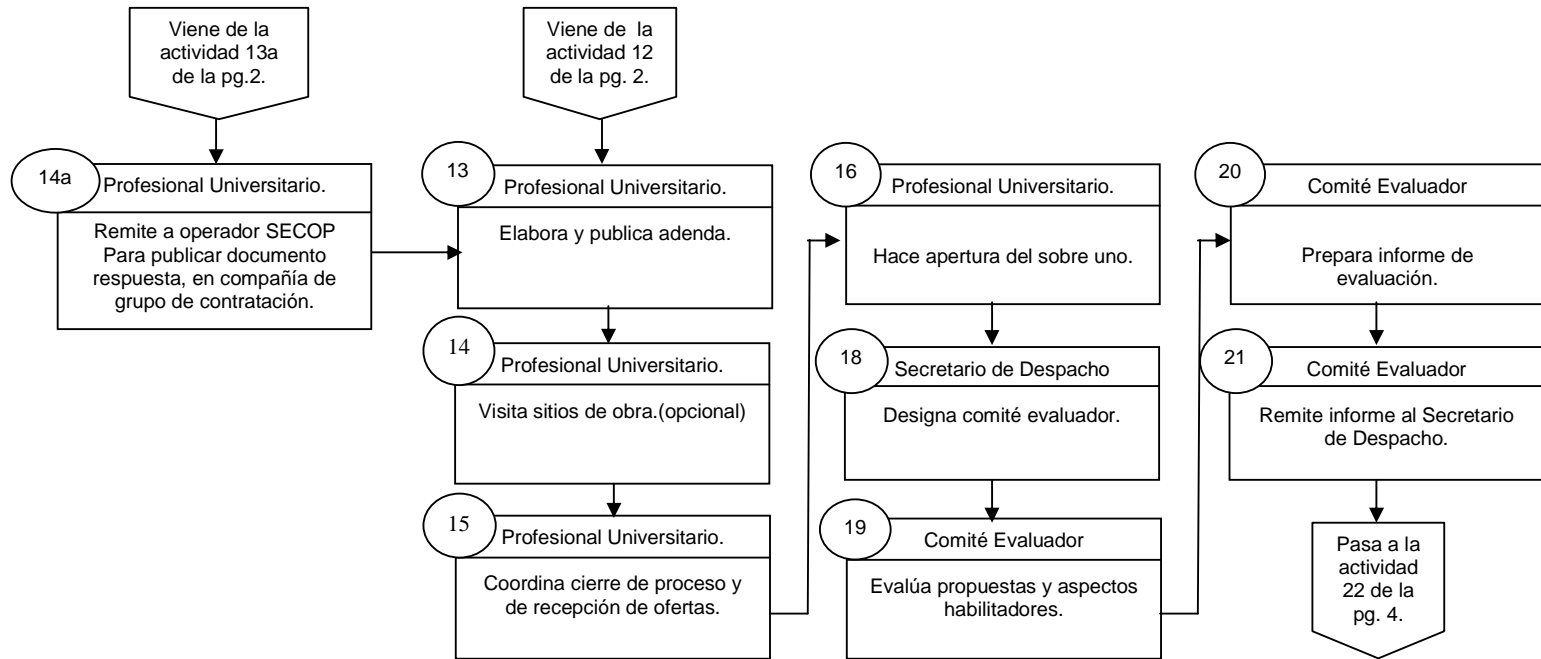 Viene de la
actividad 13a
de la pg.2.
14a
Profesional Universitario.
Remite a operador SECOP
Para publicar documento
respuesta, en compañía de
grupo de contratación.
Viene de la
actividad 12
de la pg. 2.
13
Profesional Universitario.
Elabora y publica adenda.
14
Profesional Universitario.
Visita sitios de obra.(opcional)
15
Profesional Universitario.
Coordina cierre de proceso y
de recepción de ofertas.
16
Profesional Universitario.
Hace apertura del sobre uno.
18
Secretario de Despacho
Designa comité evaluador.
19
Comité Evaluador
Evalúa propuestas y aspectos
habilitadores.
20
Comité Evaluador
Prepara informe de
evaluación.
21
Comité Evaluador
Remite informe al Secretario
de Despacho.
Pasa a la
actividad
22 de la
pg. 4.